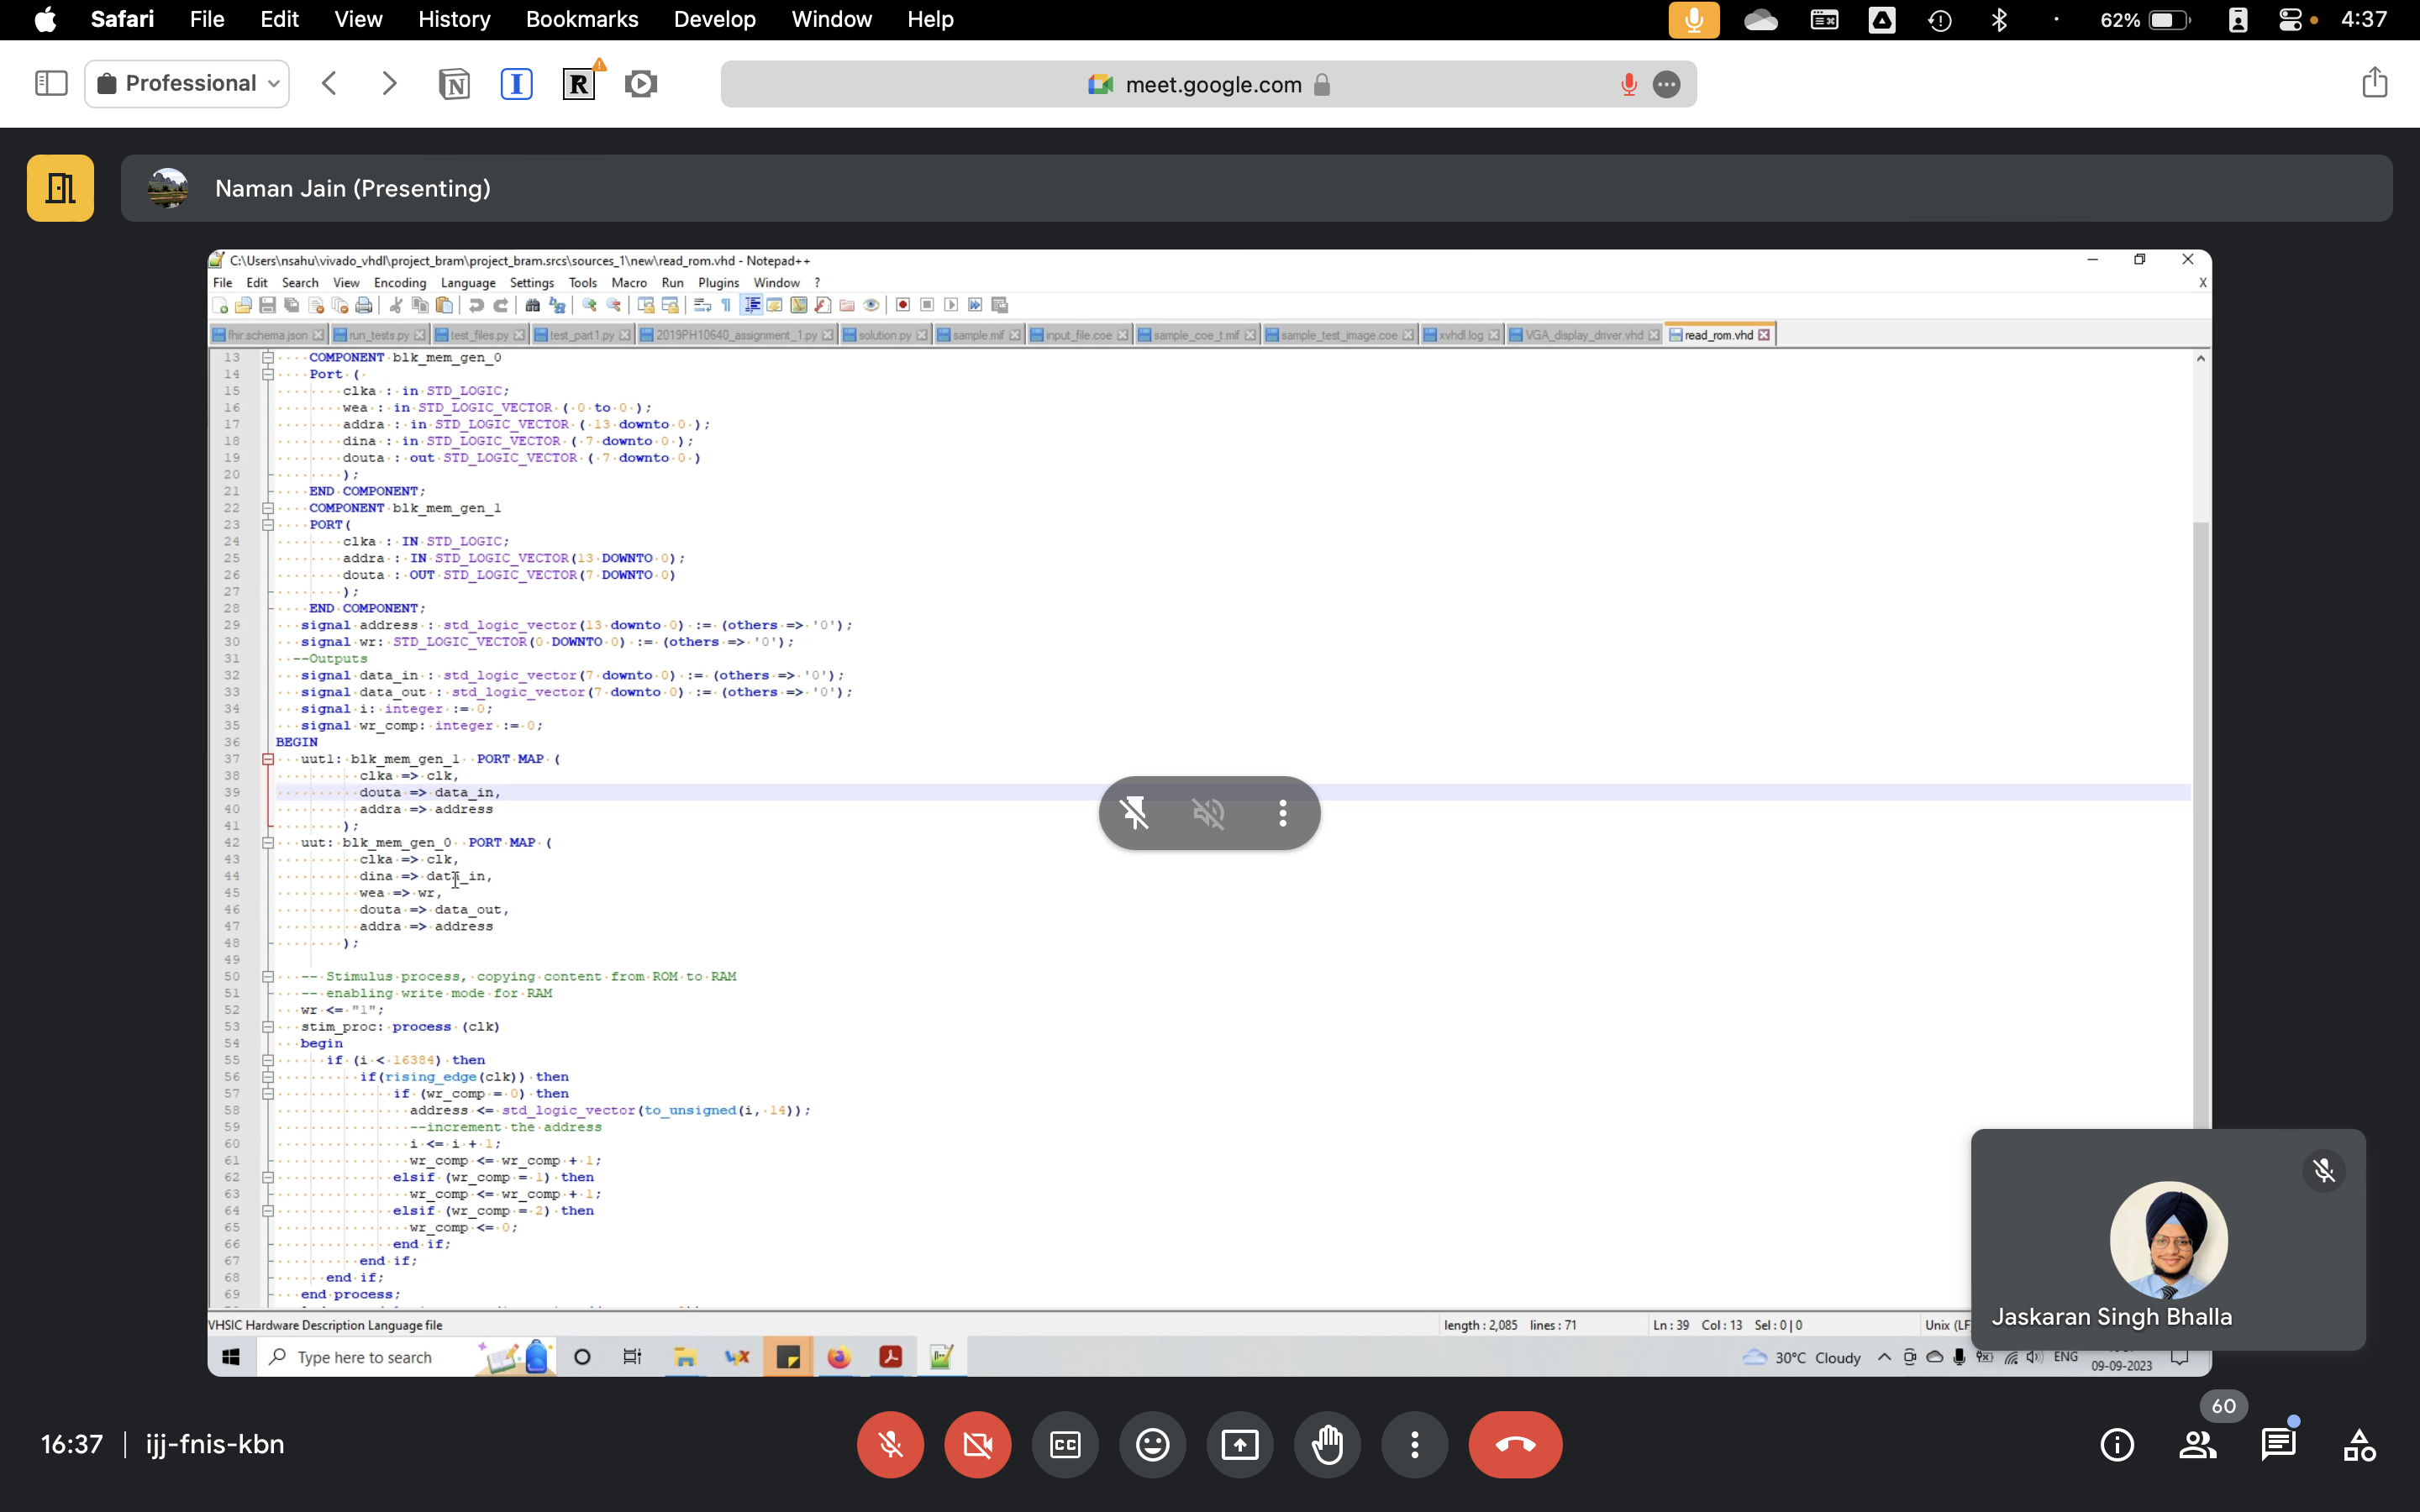 Safari File Edit View History Bookmarks Develop Window Help 62% 4:37
Professional meet.google.com
Naman Jain (Presenting)
C:\Users\nsahu\vivado_vhdl\project_bram\project_bram.srcs\sources_1\new\read_rom.vhd - Notepad++
File Edit Search View Encoding Language Settings Tools Macro Run Plugins Window ? X
fhir.schema.json run_tests.py test_files.py test_part1.py 2019PH10640_assignment_1.py solution.py sample.mif input_file.coe sample_coe_t.mif sample_test_image.coe xvhdl.log VGA_display_driver.vhd read_rom.vhd
13 COMPONENT blk_mem_gen_0
14 Port (
15 clka : in STD_LOGIC;
16 wea : in STD_LOGIC_VECTOR ( 0 to 0 );
17 addra : in STD_LOGIC_VECTOR ( 13 downto 0 );
18 dina : in STD_LOGIC_VECTOR ( 7 downto 0 );
19 douta : out STD_LOGIC_VECTOR ( 7 downto 0 )
20 );
21 END COMPONENT;
22 COMPONENT blk_mem_gen_1
23 PORT(
24 clka : IN STD_LOGIC;
25 addra : IN STD_LOGIC_VECTOR(13 DOWNTO 0);
26 douta : OUT STD_LOGIC_VECTOR(7 DOWNTO 0)
27 );
28 END COMPONENT;
29 signal address : std_logic_vector(13 downto 0) := (others => '0');
30 signal wr: STD_LOGIC_VECTOR(0 DOWNTO 0) := (others => '0');
31 --Outputs
32 signal data_in : std_logic_vector(7 downto 0) := (others => '0');
33 signal data_out : std_logic_vector(7 downto 0) := (others => '0');
34 signal i: integer := 0;
35 signal wr_comp: integer := 0;
36 BEGIN
37 uut1: blk_mem_gen_1 PORT MAP (
38 clka => clk,
39 douta => data_in,
40 addra => address
41 );
42 uut: blk_mem_gen_0 PORT MAP (
43 clka => clk,
44 dina => data_in,
45 wea => wr,
46 douta => data_out,
47 addra => address
48 );
49
50 -- Stimulus process, copying content from ROM to RAM
51 -- enabling write mode for RAM
52 wr <= "1";
53 stim_proc: process (clk)
54 begin
55 if (i < 16384) then
56 if(rising_edge(clk)) then
57 if (wr_comp = 0) then
58 address <= std_logic_vector(to_unsigned(i, 14));
59 --increment the address
60 i <= i + 1;
61 wr_comp <= wr_comp + 1;
62 elsif (wr_comp = 1) then
63 wr_comp <= wr_comp + 1;
64 elsif (wr_comp = 2) then
65 wr_comp <= 0;
66 end if;
67 end if;
68 end if;
69 end process;
Jaskaran Singh Bhalla
VHSIC Hardware Description Language file length : 2,085 lines : 71 Ln : 39 Col : 13 Sel : 0 | 0 Unix (LF
Type here to search 30°C Cloudy ENG
09-09-2023
60
16:37 | ijj-fnis-kbn CC